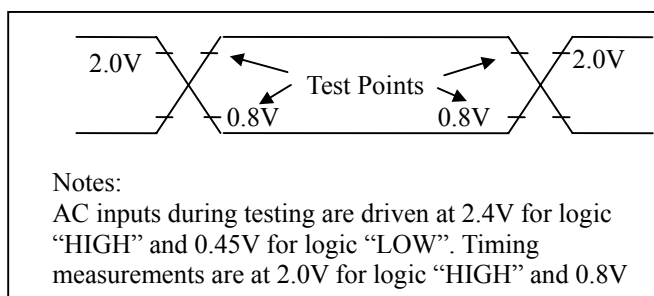 2.0V
2.0V
Test Points
0.8V
0.8V
Notes:
AC inputs during testing are driven at 2.4V for logic
“HIGH” and 0.45V for logic “LOW”. Timing
measurements are at 2.0V for logic “HIGH” and 0.8V